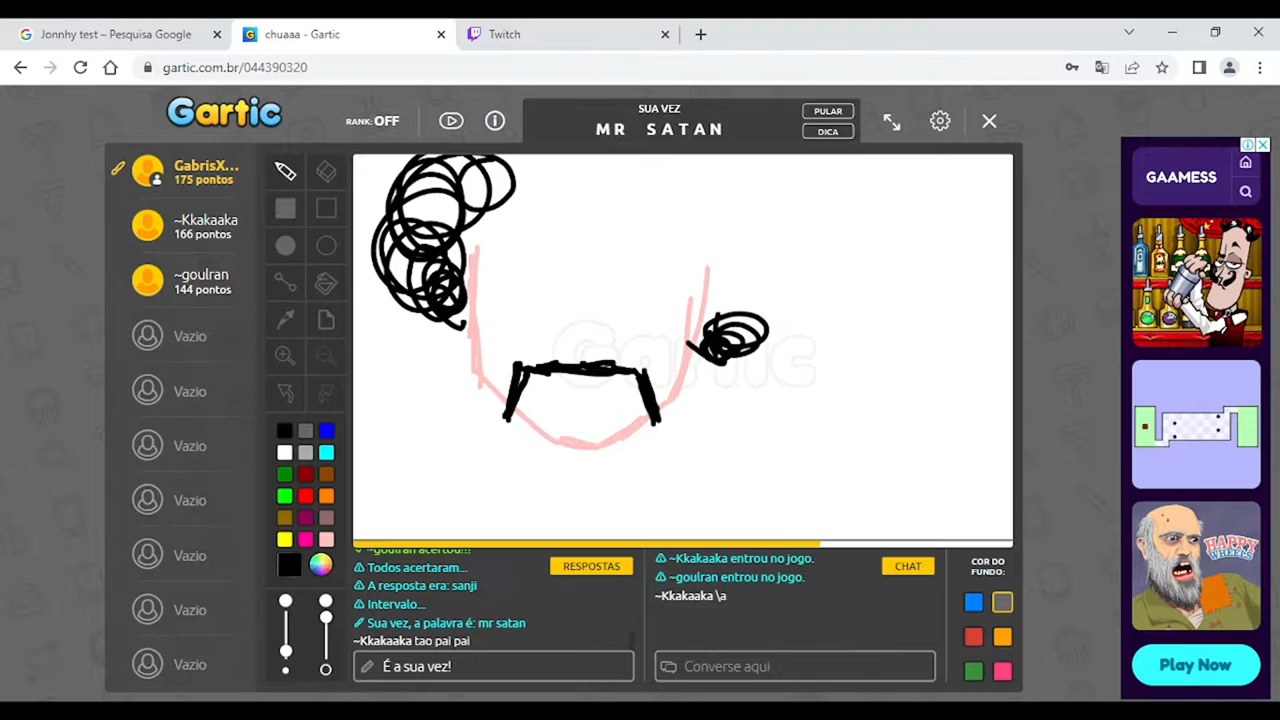 Jonnhy test – Pesquisa Google
chuaaa - Gartic
Twitch
gartic.com.br/044390320
Gartic
RANK: OFF
SUA VEZ
MR SATAN
PULAR
DICA
GabrisX...
175 pontos
~Kkakaaka
166 pontos
~goulran
144 pontos
Vazio
Vazio
Vazio
Vazio
Vazio
Vazio
Vazio
Gartic
~goulran acertou!!!
Todos acertaram...
A resposta era: sanji
Intervalo...
Sua vez, a palavra é: mr satan
~Kkakaaka tao pai pai
RESPOSTAS
É a sua vez!
~Kkakaaka entrou no jogo.
~goulran entrou no jogo.
~Kkakaaka \a
CHAT
Converse aqui
COR DO
FUNDO:
GAAMESS
HAPPY
WHEELS
Play Now